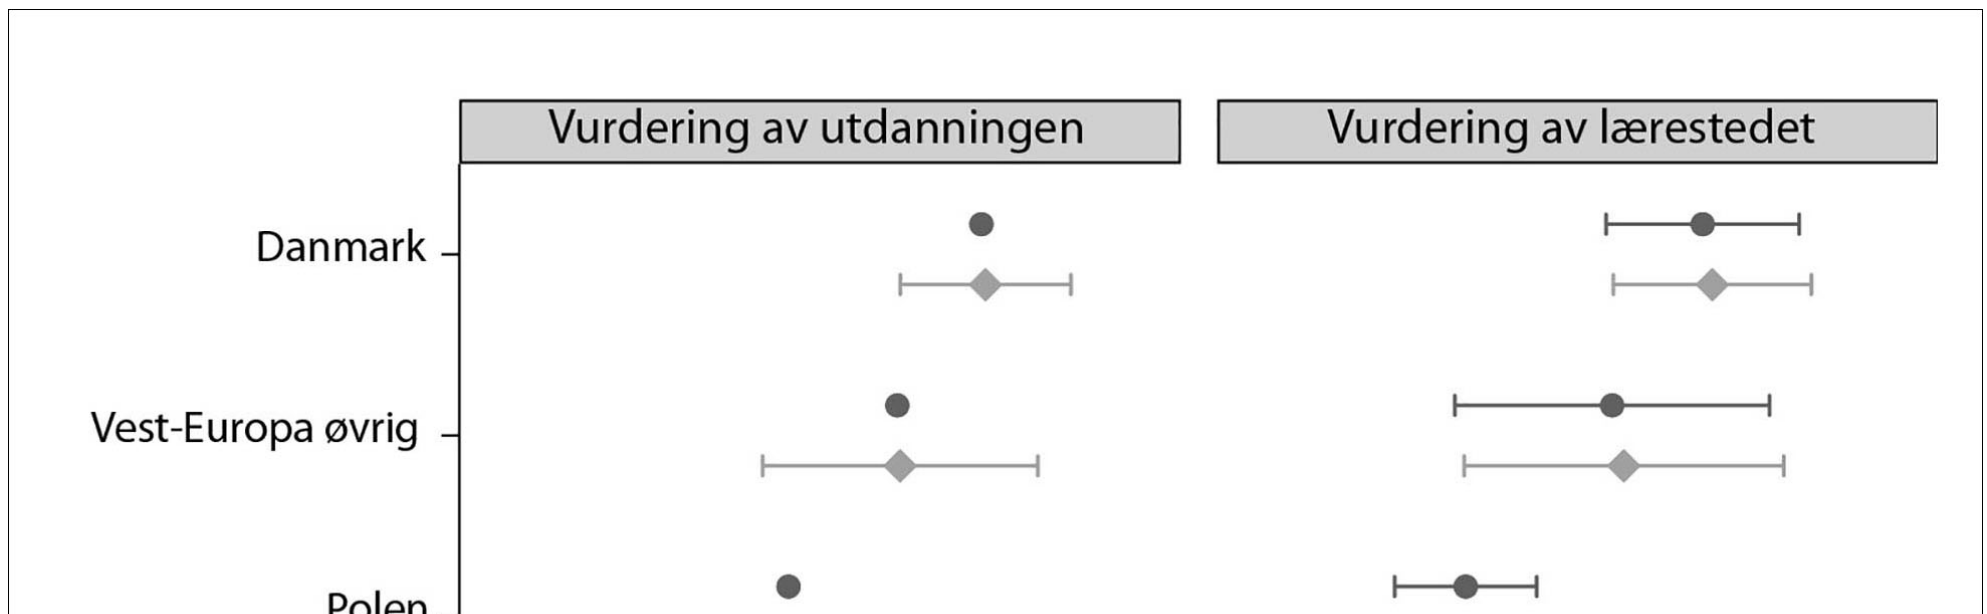 Vurdering av utdanningen
Vurdering av lærestedet
Danmark
Vest-Europa øvrig
Polen